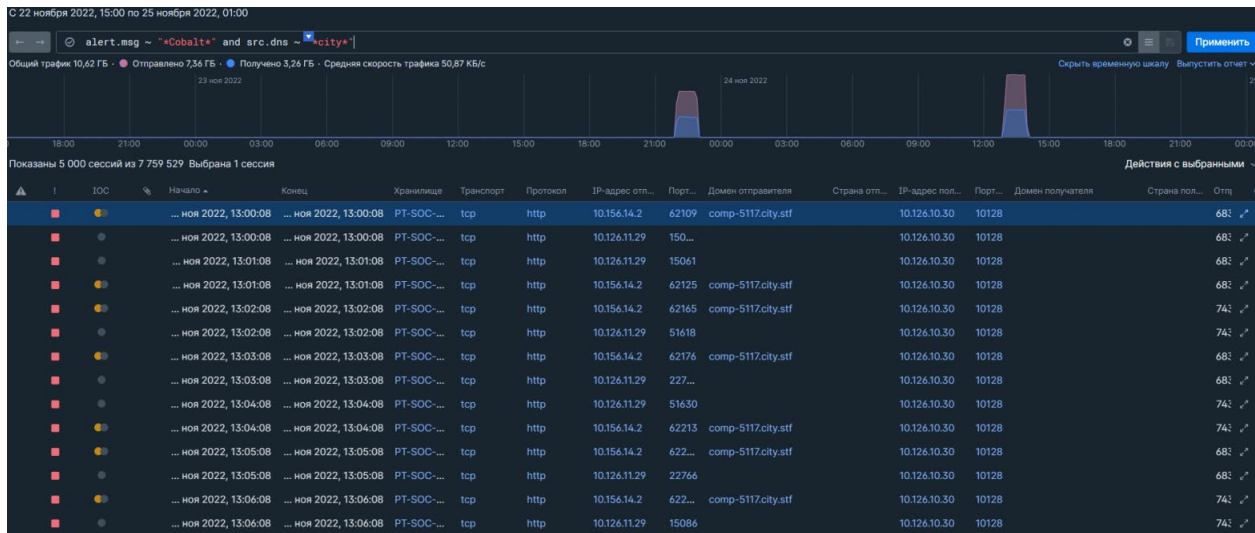 С 22 ноября 2022, 15:00 по 25 ноября 2022, 01:00
alert.msg ~ "*Cobalt*" and src.dns ~ "*city*"
Применить
Общий трафик 10,62 ГБ · Отправлено 7,36 ГБ · Получено 3,26 ГБ · Средняя скорость трафика 50,87 КБ/с
Скрыть временную шкалу Выпустить отчет
23 ноя 2022 24 ноя 2022
18:00 21:00 00:00 03:00 06:00 09:00 12:00 15:00 18:00 21:00 00:00 03:00 06:00 09:00 12:00 15:00 18:00 21:00
Показаны 5 000 сессий из 7 759 529 Выбрана 1 сессия
Действия с выбранными
! IOC Начало Конец Хранилище Транспорт Протокол IP-адрес отп... Порт... Домен отправителя Страна отп... IP-адрес пол... Порт... Домен получателя Страна пол... Отпр
... ноя 2022, 13:00:08 ... ноя 2022, 13:00:08 PT-SOC-... tcp http 10.156.14.2 62109 comp-5117.city.stf 10.126.10.30 10128 683
... ноя 2022, 13:00:08 ... ноя 2022, 13:00:08 PT-SOC-... tcp http 10.126.11.29 150... 10.126.10.30 10128 683
... ноя 2022, 13:01:08 ... ноя 2022, 13:01:08 PT-SOC-... tcp http 10.126.11.29 15061 10.126.10.30 10128 683
... ноя 2022, 13:01:08 ... ноя 2022, 13:01:08 PT-SOC-... tcp http 10.156.14.2 62125 comp-5117.city.stf 10.126.10.30 10128 683
... ноя 2022, 13:02:08 ... ноя 2022, 13:02:08 PT-SOC-... tcp http 10.156.14.2 62165 comp-5117.city.stf 10.126.10.30 10128 743
... ноя 2022, 13:02:08 ... ноя 2022, 13:02:08 PT-SOC-... tcp http 10.126.11.29 51618 10.126.10.30 10128 743
... ноя 2022, 13:03:08 ... ноя 2022, 13:03:08 PT-SOC-... tcp http 10.156.14.2 62176 comp-5117.city.stf 10.126.10.30 10128 683
... ноя 2022, 13:03:08 ... ноя 2022, 13:03:08 PT-SOC-... tcp http 10.126.11.29 227... 10.126.10.30 10128 683
... ноя 2022, 13:04:08 ... ноя 2022, 13:04:08 PT-SOC-... tcp http 10.126.11.29 51630 10.126.10.30 10128 743
... ноя 2022, 13:04:08 ... ноя 2022, 13:04:08 PT-SOC-... tcp http 10.156.14.2 62213 comp-5117.city.stf 10.126.10.30 10128 743
... ноя 2022, 13:05:08 ... ноя 2022, 13:05:08 PT-SOC-... tcp http 10.156.14.2 622... comp-5117.city.stf 10.126.10.30 10128 683
... ноя 2022, 13:05:08 ... ноя 2022, 13:05:08 PT-SOC-... tcp http 10.126.11.29 22766 10.126.10.30 10128 683
... ноя 2022, 13:06:08 ... ноя 2022, 13:06:08 PT-SOC-... tcp http 10.156.14.2 622... comp-5117.city.stf 10.126.10.30 10128 743
... ноя 2022, 13:06:08 ... ноя 2022, 13:06:08 PT-SOC-... tcp http 10.126.11.29 15086 10.126.10.30 10128 743